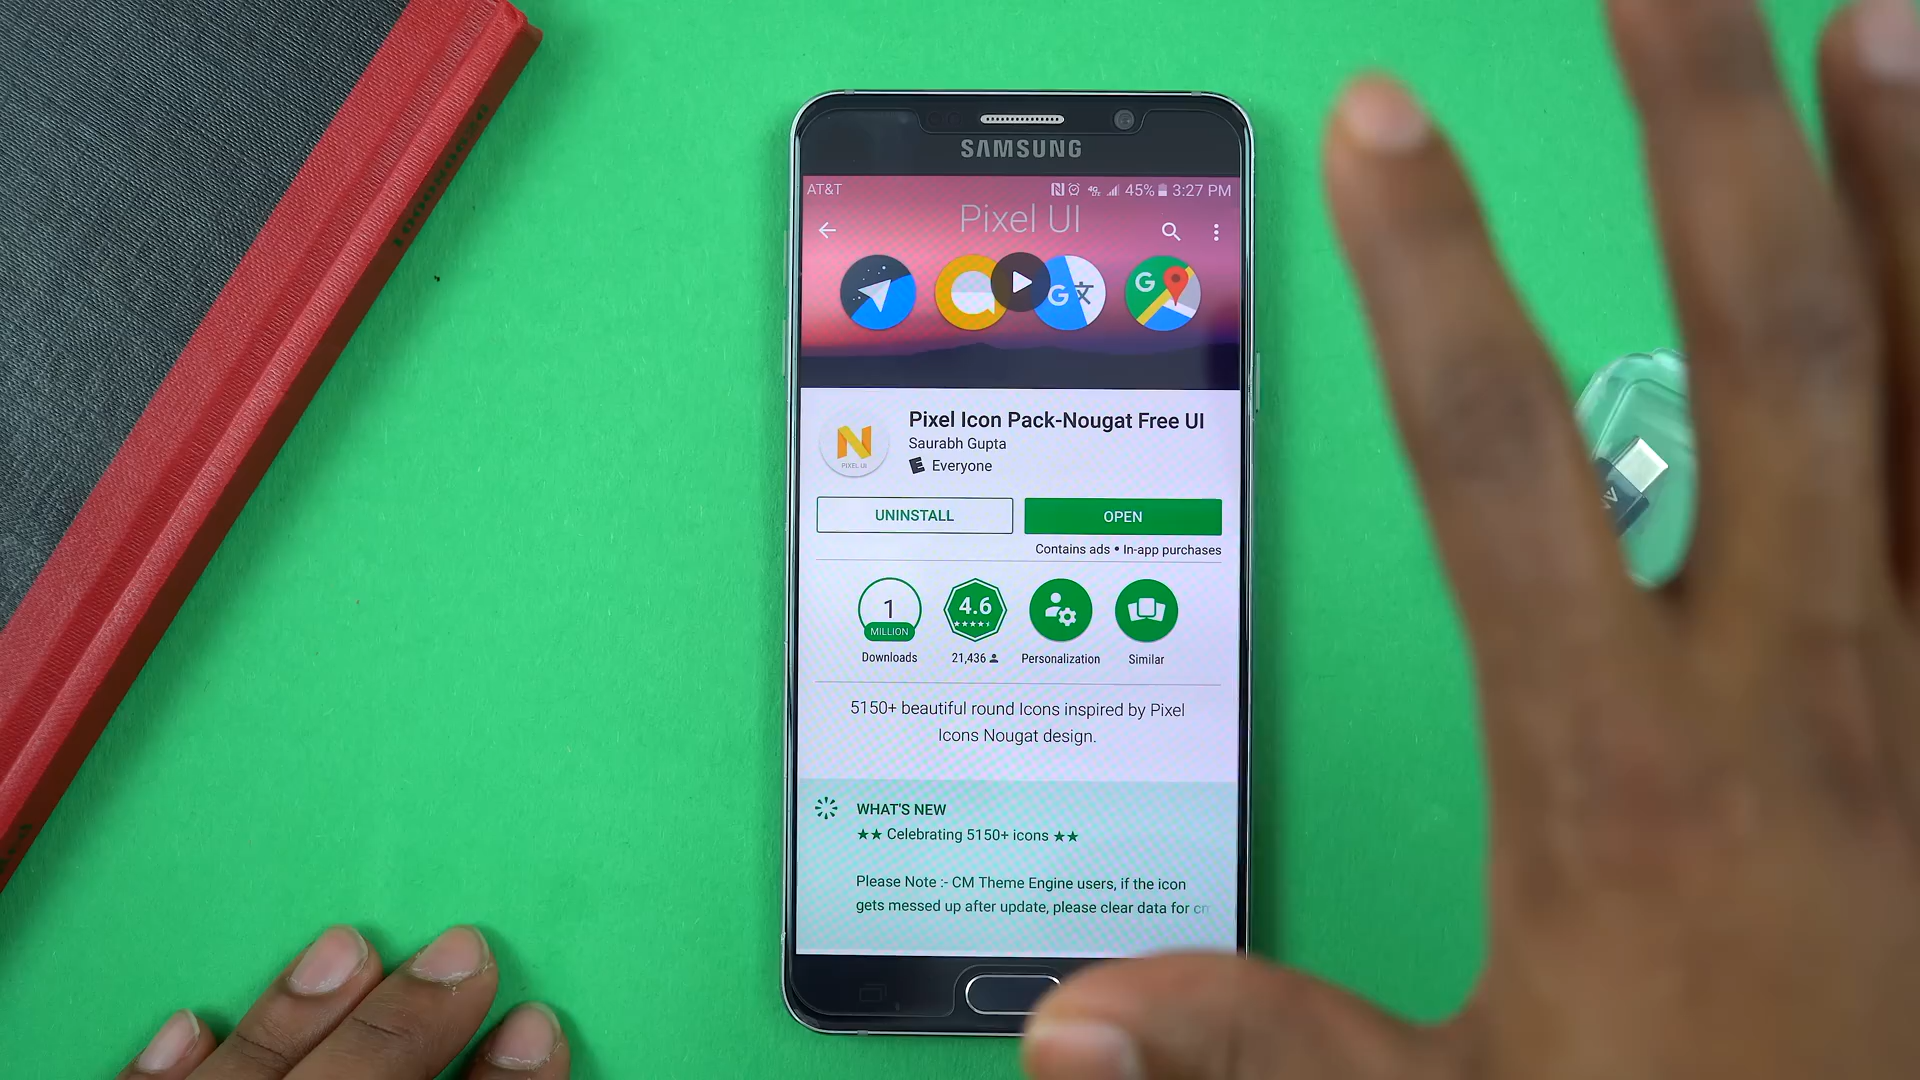 SAMSUNG
AT&T 45% 3:27 PM
Pixel UI
G
G
Pixel Icon Pack-Nougat Free UI
Saurabh Gupta
E Everyone
N
PIXEL UI
UNINSTALL
OPEN
Contains ads • In-app purchases
1
MILLION
4.6
Downloads
21,436
Personalization
Similar
5150+ beautiful round Icons inspired by Pixel
Icons Nougat design.
WHAT'S NEW
★★ Celebrating 5150+ icons ★★
Please Note :- CM Theme Engine users, if the icon
gets messed up after update, please clear data for